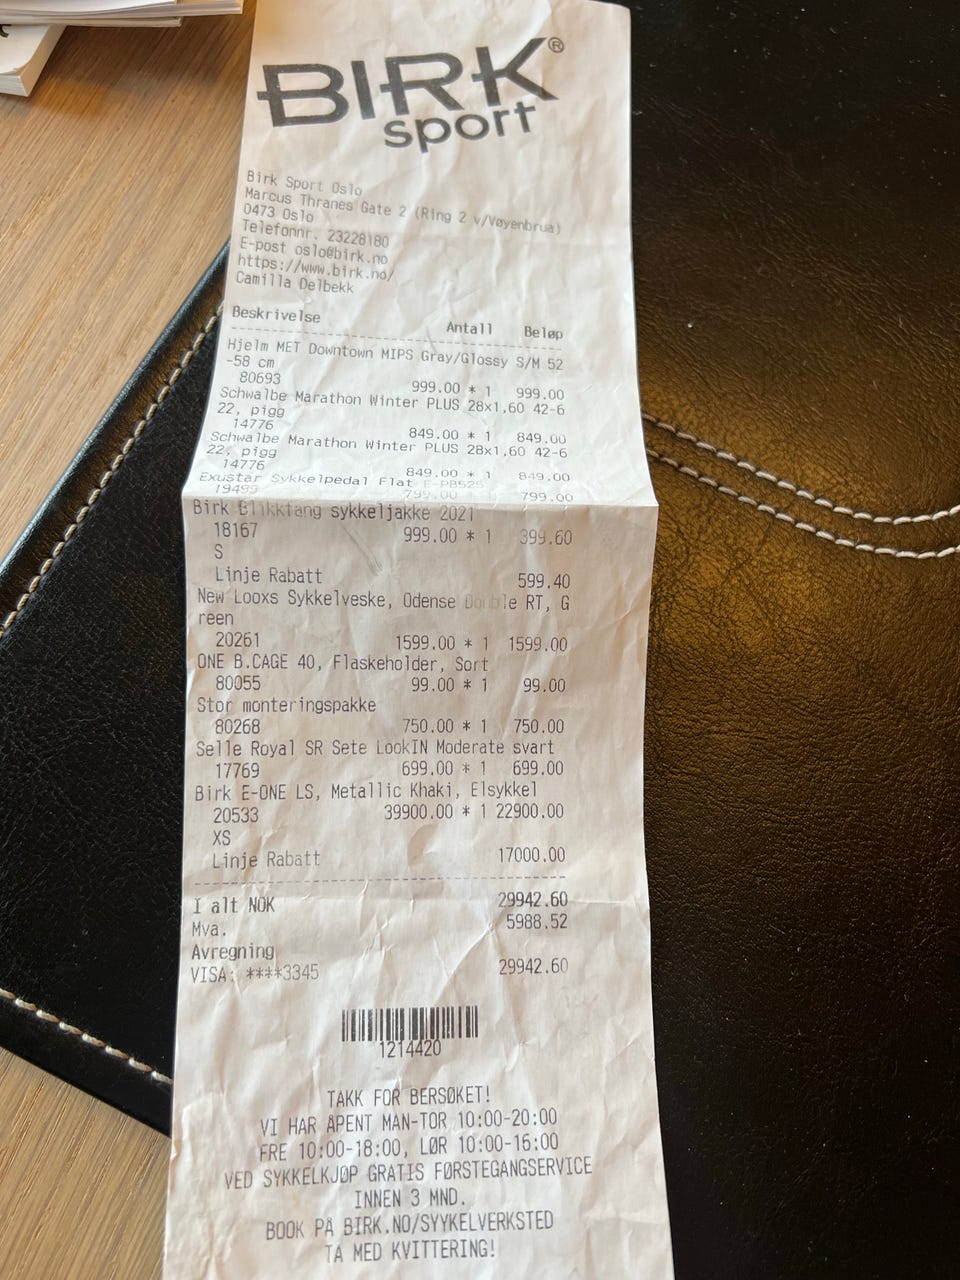 BIRK®
sport
Birk Sport Oslo
Marcus Thranes Gate 2 (Ring 2 v/Vøyenbrua)
0473 Oslo
Telefonnr. 23228180
E-post oslo@birk.no
https://www.birk.no/
Camilla Delbekk
Beskrivelse Antall Beløp
Hjelm MET Downtown MIPS Gray/Glossy S/M 52
-58 cm
80693 999.00 * 1 999.00
Schwalbe Marathon Winter PLUS 28x1,60 42-6
22, pigg
14776 849.00 * 1 849.00
Schwalbe Marathon Winter PLUS 28x1,60 42-6
22, pigg
14776 849.00 * 1 849.00
Exustar Sykkelpedal Flat E-PB525
19499 799.00 * 1 799.00
Birk Blikkfang sykkeljakke 2021
18167 999.00 * 1 399.60
S
Linje Rabatt 599.40
New Looxs Sykkelveske, Odense Double RT, G
reen
20261 1599.00 * 1 1599.00
ONE B.CAGE 40, Flaskeholder, Sort
80055 99.00 * 1 99.00
Stor monteringspakke
80268 750.00 * 1 750.00
Selle Royal SR Sete LookIN Moderate svart
17769 699.00 * 1 699.00
Birk E-ONE LS, Metallic Khaki, Elsykkel
20533 39900.00 * 1 22900.00
XS
Linje Rabatt 17000.00
I alt NOK 29942.60
Mva. 5988.52
Avregning
VISA: ****3345 29942.60
1214420
TAKK FOR BERSØKET!
VI HAR ÅPENT MAN-TOR 10:00-20:00
FRE 10:00-18:00, LØR 10:00-16:00
VED SYKKELKJØP GRATIS FØRSTEGANGSERVICE
INNEN 3 MND.
BOOK PÅ BIRK.NO/SYYKELVERKSTED
TA MED KVITTERING!